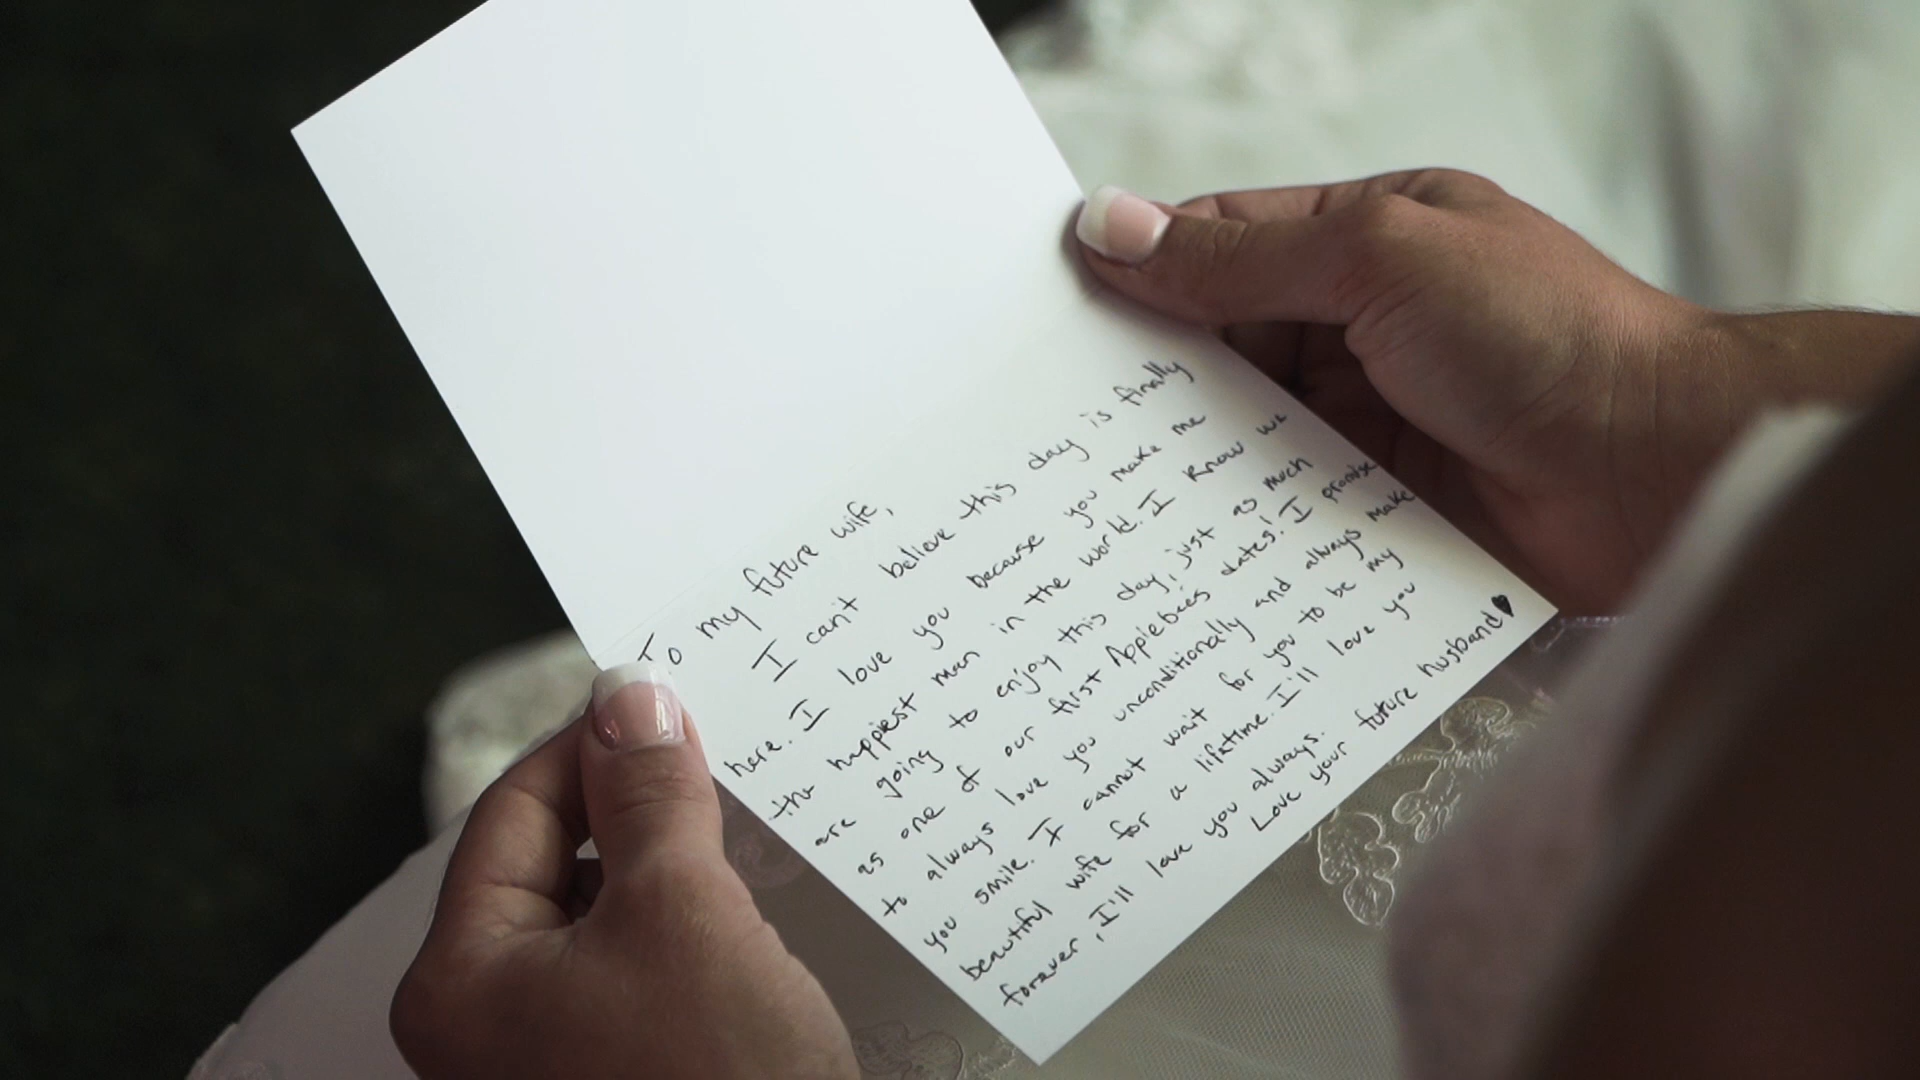 To my future wife,
I can't believe this day is finally
here. I love you because you make me
the happiest man in the world. I know we
are going to enjoy this day, just as much
as one of our first Applebees dates! I promise
to always love you unconditionally and always make
you smile. I cannot wait for you to be my
beautiful wife for a lifetime. I'll love you
forever, I'll love you always.
Love your future husband♥